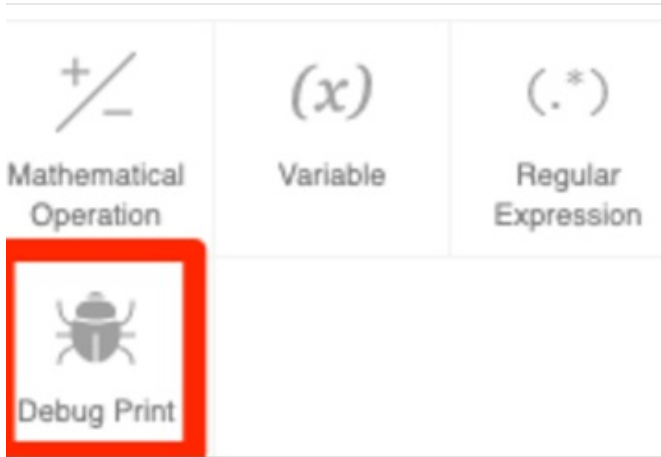 +/−
(x)
(.*)
Mathematical
Operation
Variable
Regular
Expression
Debug Print